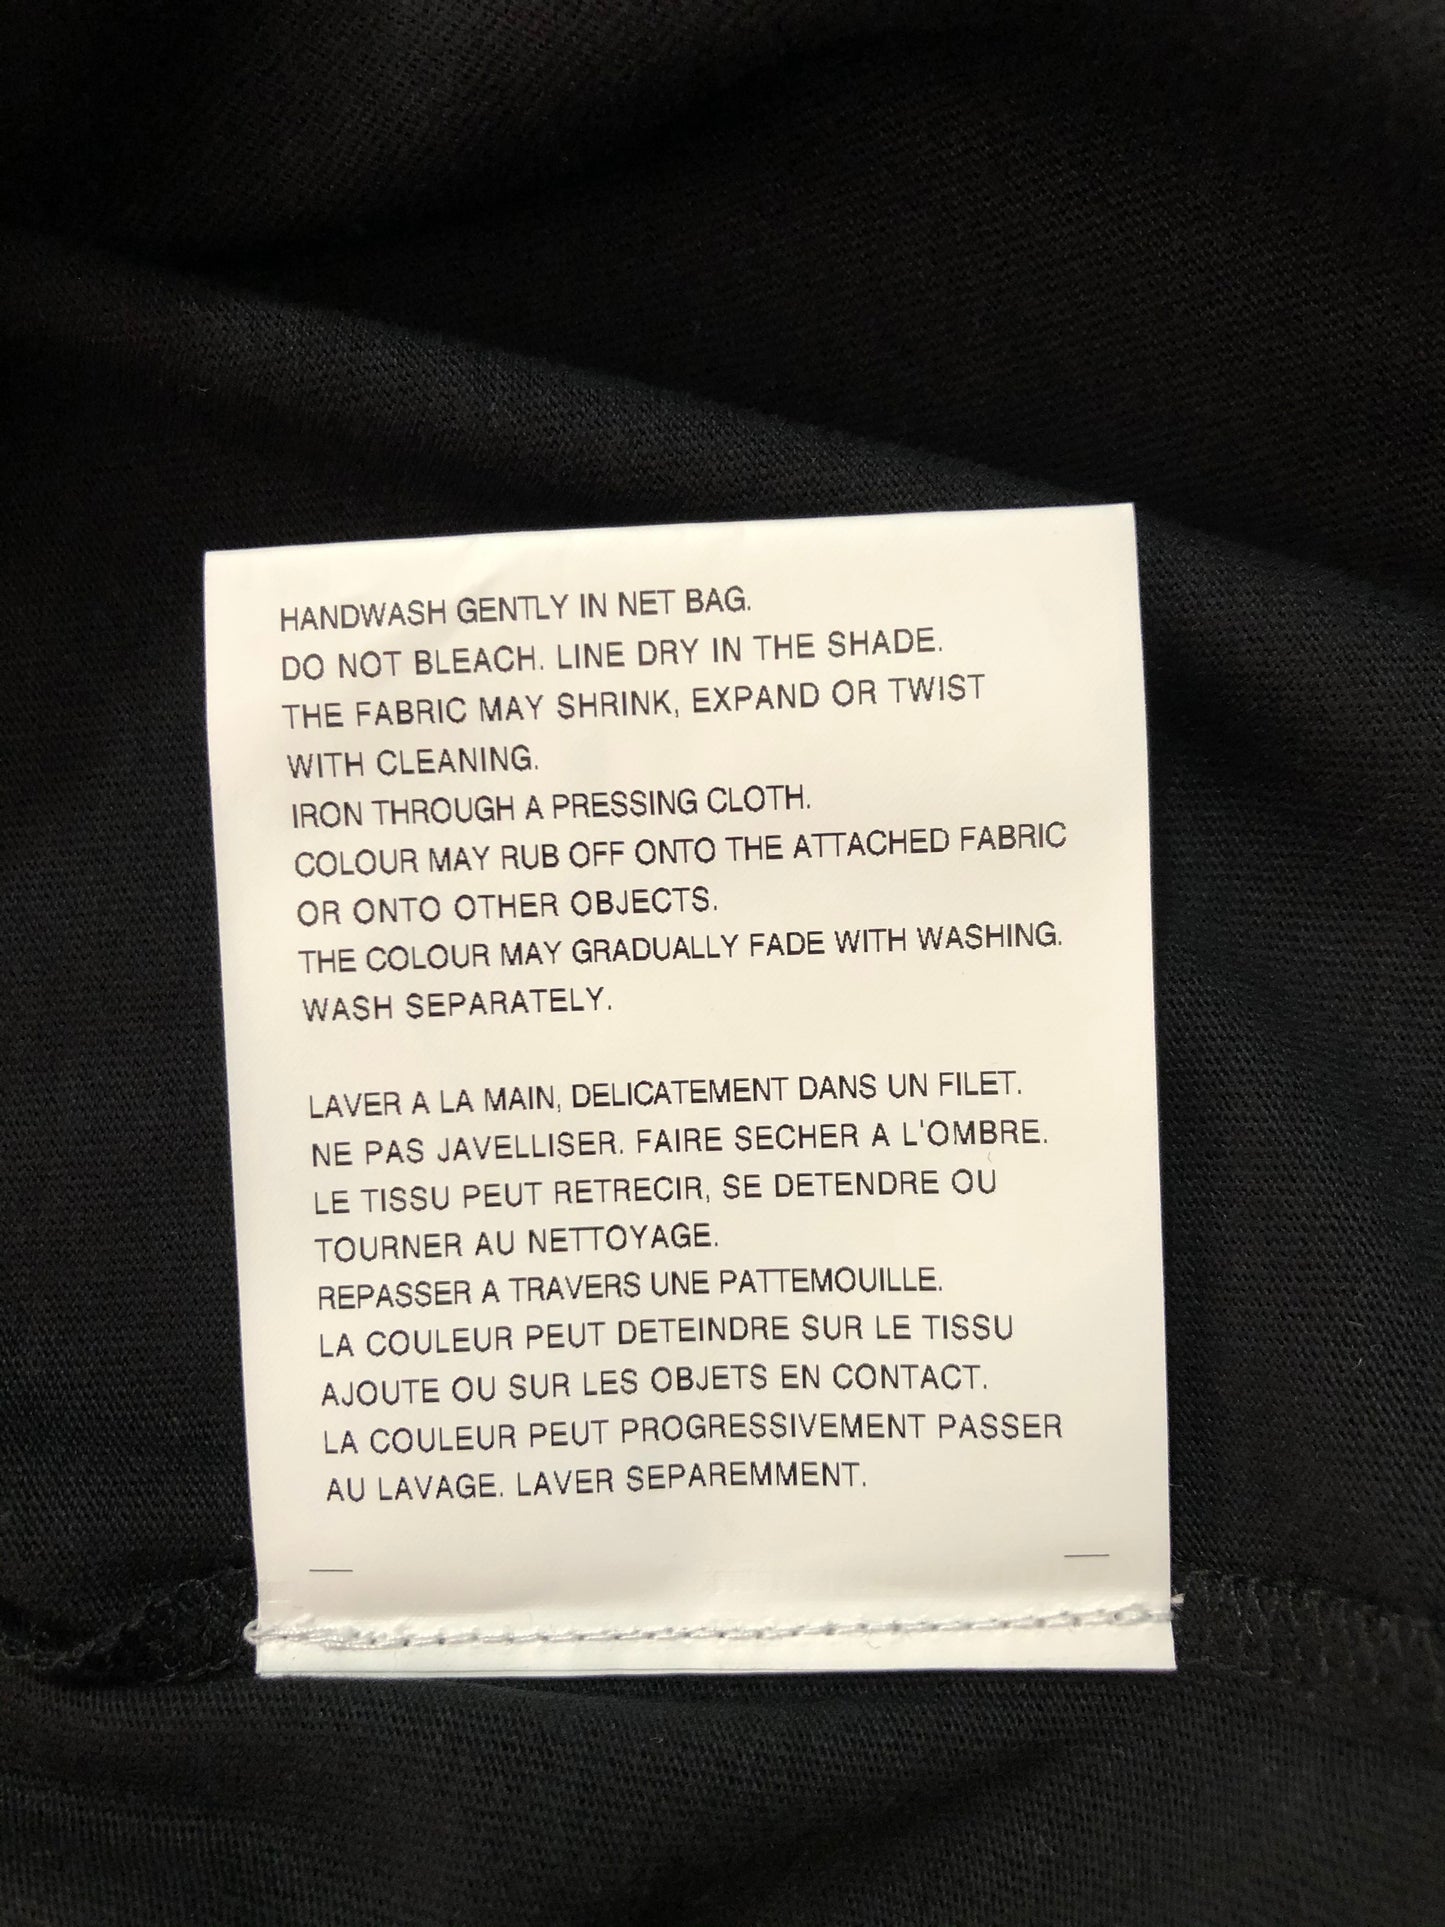 HANDWASH GENTLY IN NET BAG.
DO NOT BLEACH. LINE DRY IN THE SHADE.
THE FABRIC MAY SHRINK, EXPAND OR TWIST
WITH CLEANING.
IRON THROUGH A PRESSING CLOTH.
COLOUR MAY RUB OFF ONTO THE ATTACHED FABRIC
OR ONTO OTHER OBJECTS.
THE COLOUR MAY GRADUALLY FADE WITH WASHING.
WASH SEPARATELY.
LAVER A LA MAIN, DELICATEMENT DANS UN FILET.
NE PAS JAVELLISER. FAIRE SECHER A L'OMBRE.
LE TISSU PEUT RETRECIR, SE DETENDRE OU
TOURNER AU NETTOYAGE.
REPASSER A TRAVERS UNE PATTEMOUILLE.
LA COULEUR PEUT DETEINDRE SUR LE TISSU
AJOUTE OU SUR LES OBJETS EN CONTACT.
LA COULEUR PEUT PROGRESSIVEMENT PASSER
AU LAVAGE. LAVER SEPAREMMENT.